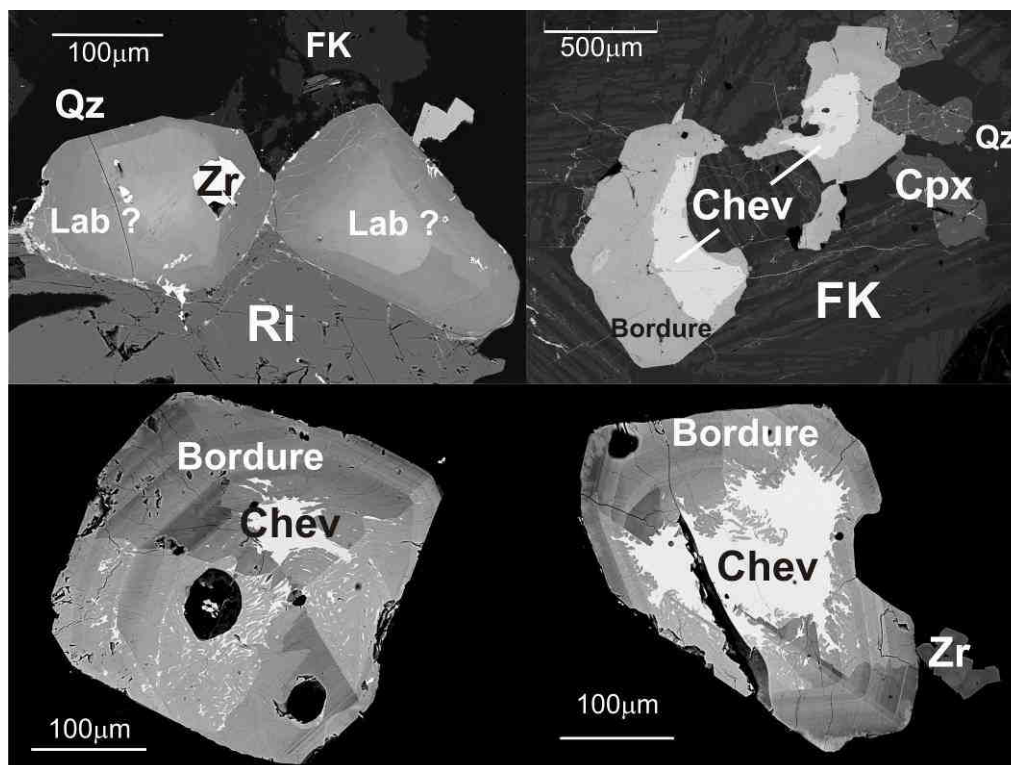 100μm
FK
Qz
Zr
Lab ?
Lab ?
Ri
500μm
Qz
Chev
Cpx
FK
Bordure
Bordure
Chev
100μm
Bordure
Chev
Zr
100μm